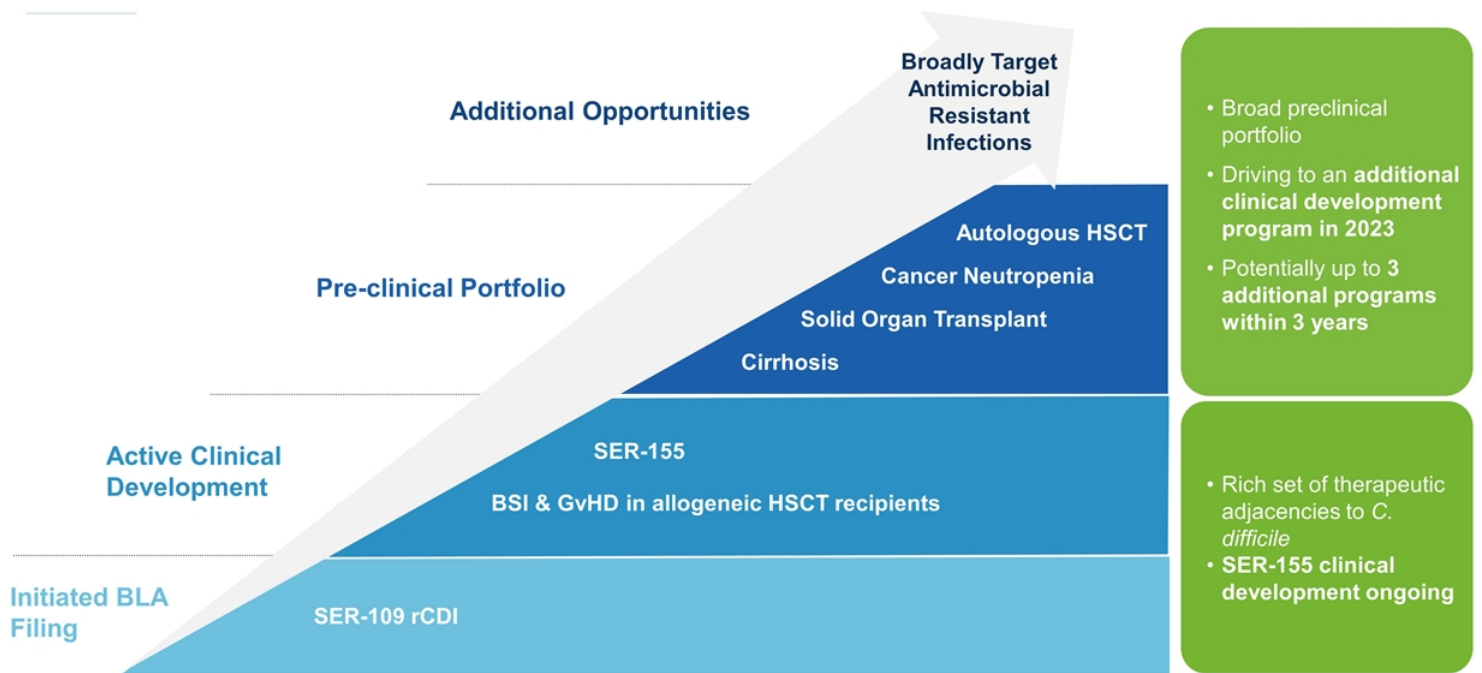 Additional Opportunities
Broadly Target
Antimicrobial
Resistant
Infections
Pre-clinical Portfolio
Autologous HSCT
Cancer Neutropenia
Solid Organ Transplant
Cirrhosis
Active Clinical
Development
SER-155
BSI & GvHD in allogeneic HSCT recipients
Initiated BLA
Filing
SER-109 rCDI
• Broad preclinical
portfolio
• Driving to an additional
clinical development
program in 2023
• Potentially up to 3
additional programs
within 3 years
• Rich set of therapeutic
adjacencies to C.
difficile
• SER-155 clinical
development ongoing